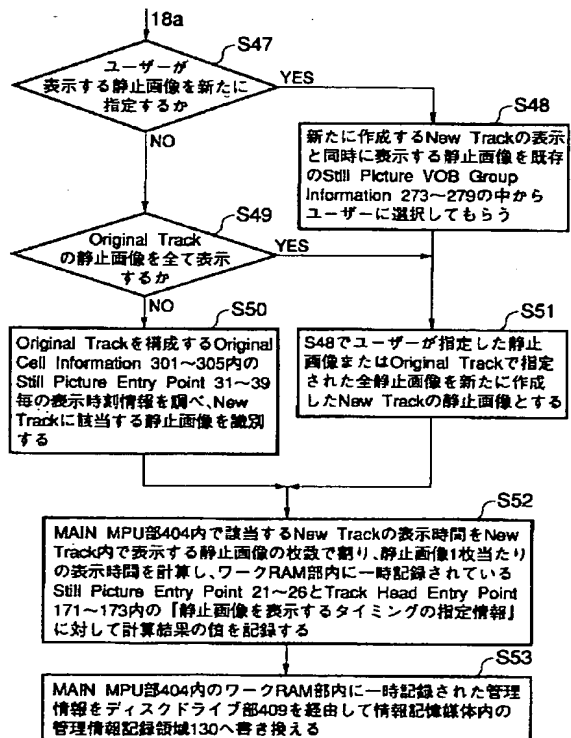 18a
S47
ユーザーが
表示する静止画像を新たに
指定するか
YES
NO
S48
新たに作成するNew Trackの表示
と同時に表示する静止画像を既存
のStill Picture VOB Group
Information 273〜279の中から
ユーザーに選択してもらう
S49
Original Track
の静止画像を全て表示
するか
YES
NO
S50
Original Trackを構成するOriginal
Cell Information 301〜305内の
Still Picture Entry Point 31〜39
毎の表示時刻情報を調べ、New
Trackに該当する静止画像を識別
する
S51
S48でユーザーが指定した静止
画像またはOriginal Trackで指定
された全静止画像を新たに作成
したNew Trackの静止画像とする
S52
MAIN MPU部404内で該当するNew Trackの表示時間をNew
Track内で表示する静止画像の枚数で割り、静止画像1枚当たり
の表示時間を計算し、ワークRAM部内に一時記録されている
Still Picture Entry Point 21〜26とTrack Head Entry Point
171〜173内の『静止画像を表示するタイミングの指定情報』
に対して計算結果の値を記録する
S53
MAIN MPU部404内のワークRAM部内に一時記録された管理
情報をディスクドライブ部409を経由して情報記憶媒体内の
管理情報記録領域130へ書き換える